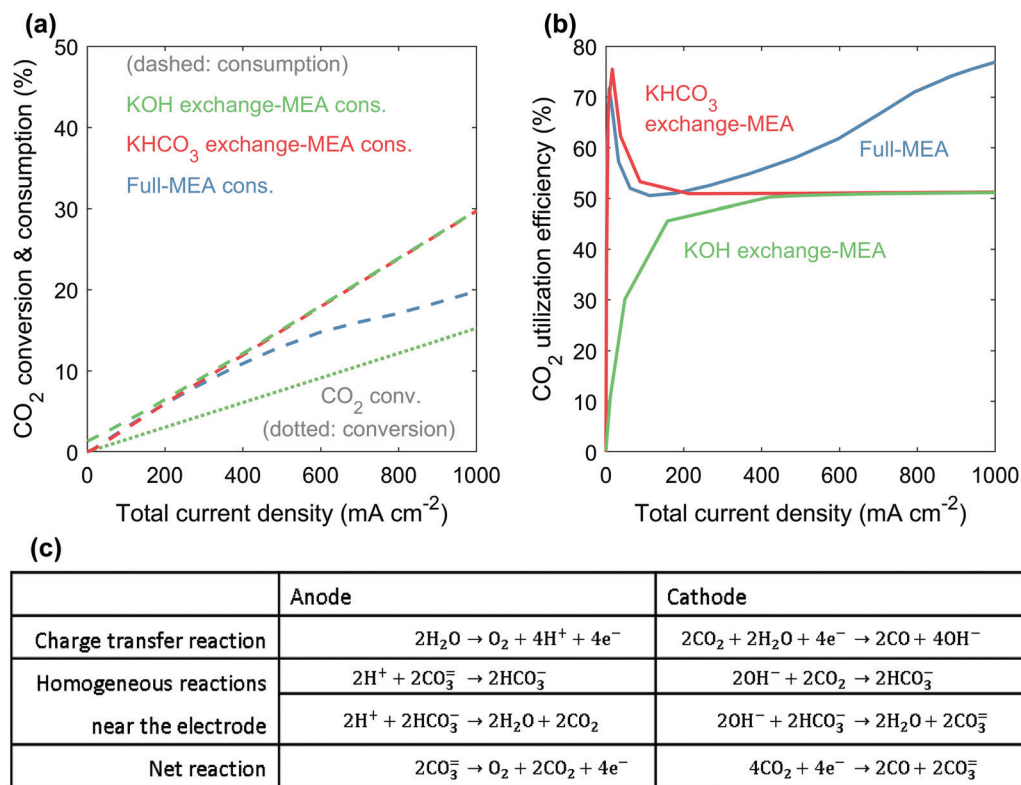 (a)
CO₂ conversion & consumption (%)
50
40
30
20
10
0
(dashed: consumption)
KOH exchange-MEA cons.
KHCO₃ exchange-MEA cons.
Full-MEA cons.
CO₂ conv.
(dotted: conversion)
0 200 400 600 800 1000
Total current density (mA cm⁻²)
(b)
CO₂ utilization efficiency (%)
80
70
60
50
40
30
20
10
0
KHCO₃
exchange-MEA
Full-MEA
KOH exchange-MEA
0 200 400 600 800 1000
Total current density (mA cm⁻²)
(c)
Anode Cathode
Charge transfer reaction 2H₂O → O₂ + 4H⁺ + 4e⁻ 2CO₂ + 2H₂O + 4e⁻ → 2CO + 4OH⁻
Homogeneous reactions 2H⁺ + 2CO₃⁼ → 2HCO₃⁻ 2OH⁻ + 2CO₂ → 2HCO₃⁻
near the electrode 2H⁺ + 2HCO₃⁻ → 2H₂O + 2CO₂ 2OH⁻ + 2HCO₃⁻ → 2H₂O + 2CO₃⁼
Net reaction 2CO₃⁼ → O₂ + 2CO₂ + 4e⁻ 4CO₂ + 4e⁻ → 2CO + 2CO₃⁼